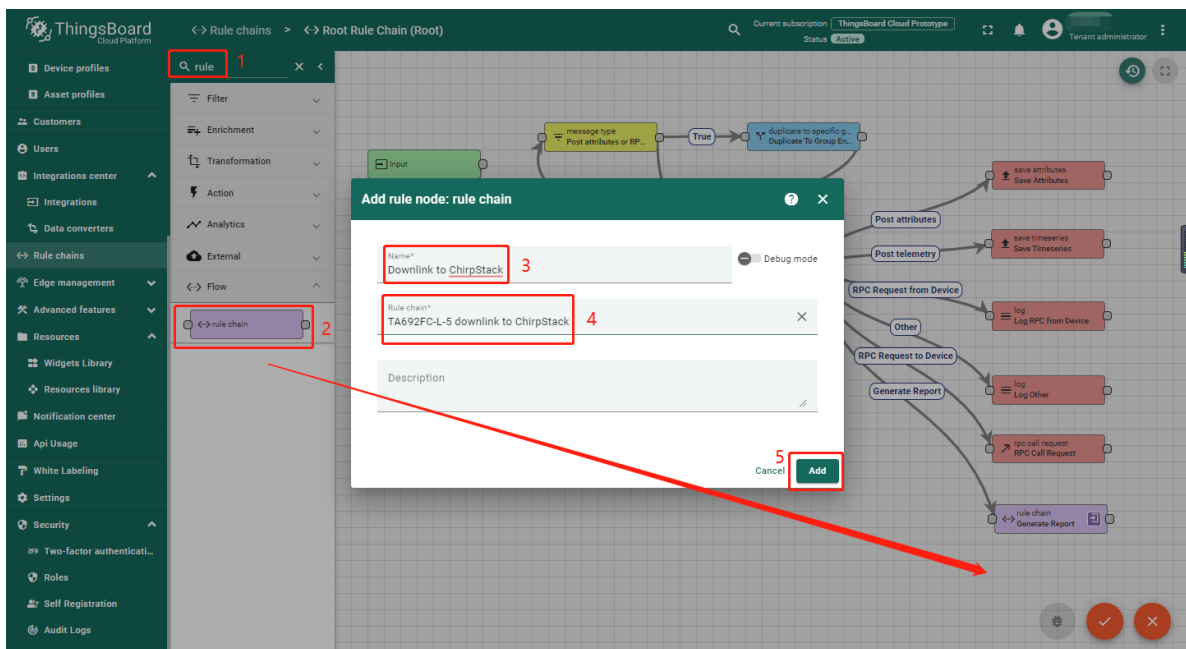 ThingsBoard
Cloud Platform
Rule chains > Root Rule Chain (Root)
Current subscription ThingsBoard Cloud Prototype
Status Active
Tenant administrator
Device profiles
Asset profiles
Customers
Users
Integrations center
Integrations
Data converters
Rule chains
Edge management
Advanced features
Resources
Widgets Library
Resources library
Notification center
Api Usage
White Labeling
Settings
Security
2FA Two-factor authenticati...
Roles
Self Registration
Audit Logs
rule 1
Filter
Enrichment
Transformation
Action
Analytics
External
Flow
rule chain 2
Input
message type
Post attributes or RP...
True
duplicate to specific g...
Duplicate To Group En...
Add rule node: rule chain
Name*
Downlink to ChirpStack 3
Debug mode
Rule chain*
TA692FC-L-5 downlink to ChirpStack 4
Description
5
Cancel Add
Post attributes
Post telemetry
RPC Request from Device
Other
RPC Request to Device
Generate Report
save attributes
Save Attributes
save timeseries
Save Timeseries
log
Log RPC from Device
log
Log Other
rpc call request
RPC Call Request
rule chain
Generate Report